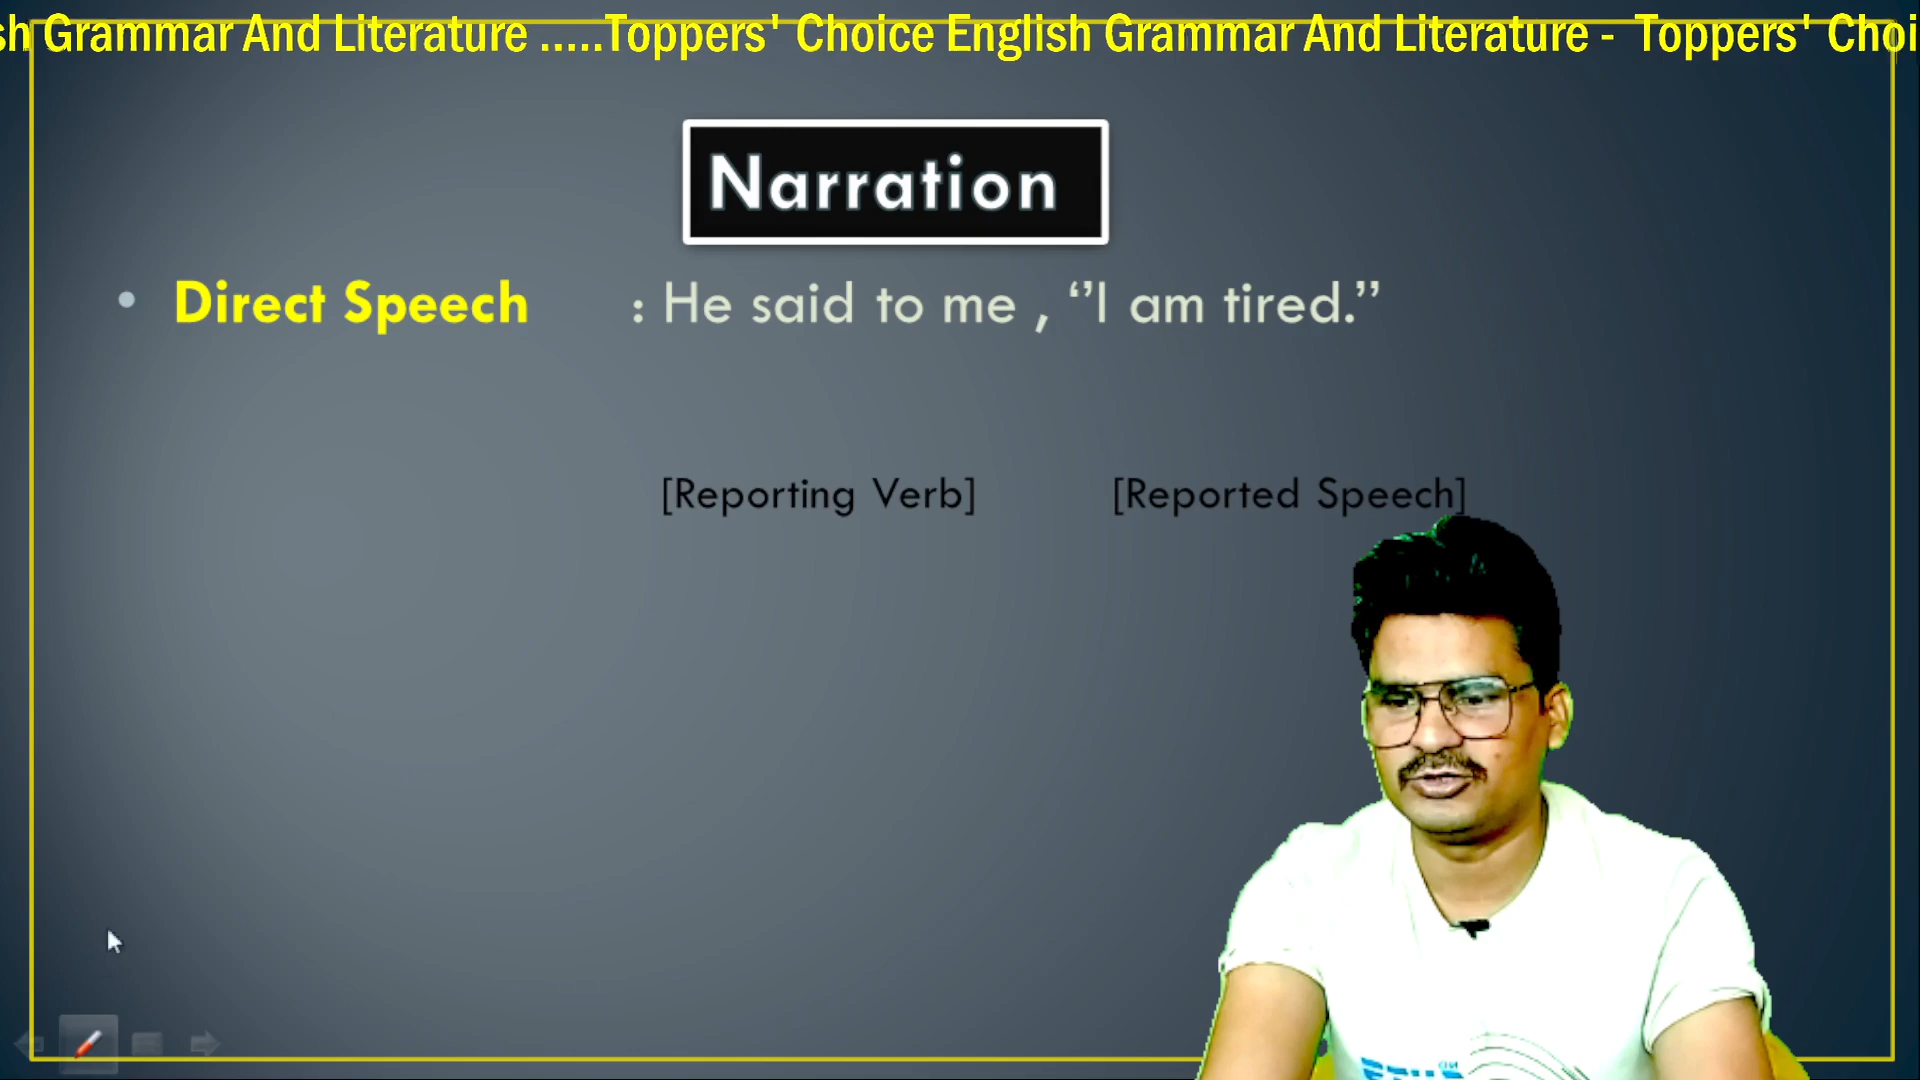 sh Grammar And Literature .....Toppers' Choice English Grammar And Literature - Toppers' Choi
Narration
• Direct Speech : He said to me , ‘’I am tired.”
[Reporting Verb] [Reported Speech]